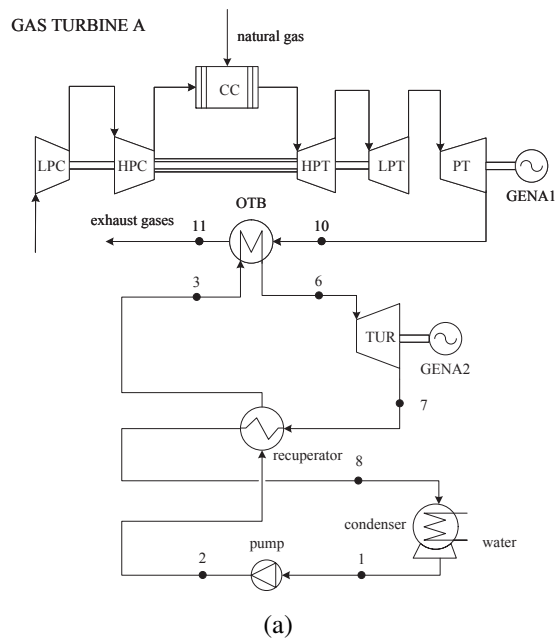 GAS TURBINE A
natural gas
CC
LPC
HPC
HPT
LPT
PT
GENA1
OTB
exhaust gases
11
10
3
6
TUR
GENA2
7
recuperator
8
condenser
water
pump
2
1
(a)